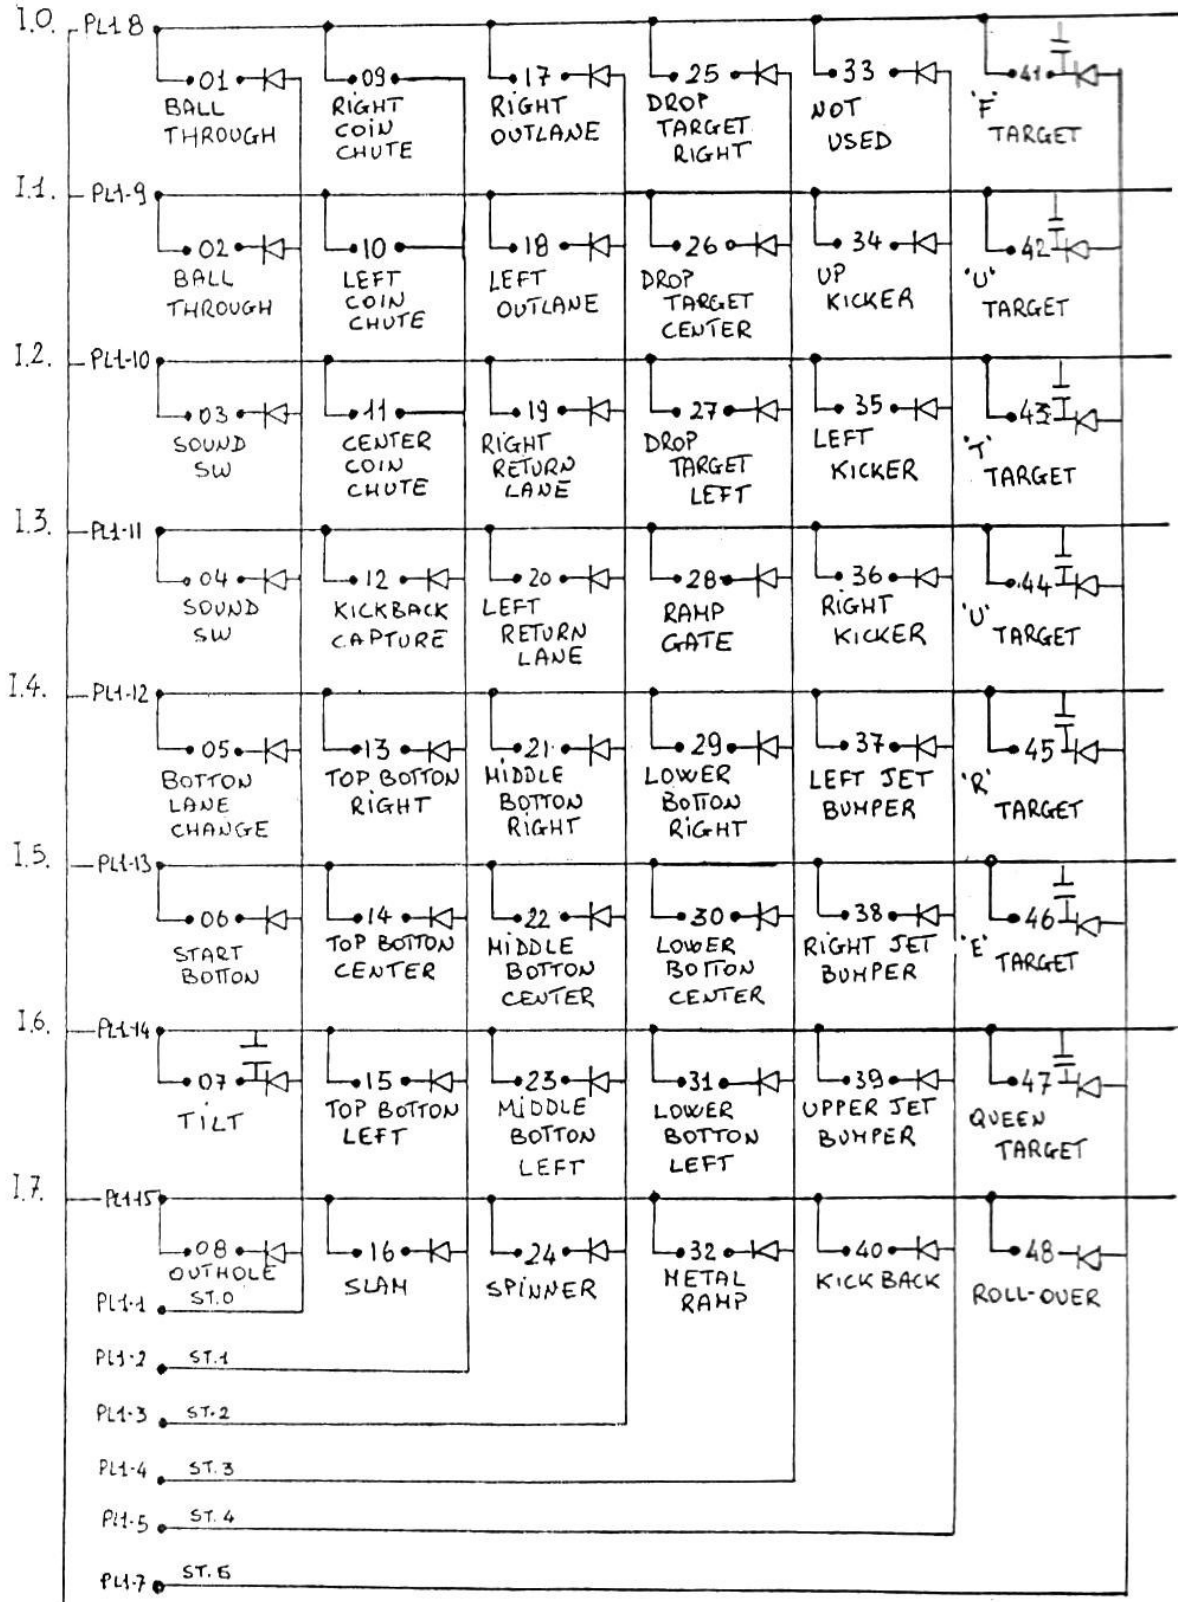 I.0. PL1.8
01 09 17 25 33 41
BALL THROUGH
RIGHT COIN CHUTE
RIGHT OUTLANE
DROP TARGET RIGHT
NOT USED
'F' TARGET
I.1. PL1-9
02 10 18 26 34 42
BALL THROUGH
LEFT COIN CHUTE
LEFT OUTLANE
DROP TARGET CENTER
UP KICKER
'U' TARGET
I.2. PL1-10
03 11 19 27 35 43
SOUND SW
CENTER COIN CHUTE
RIGHT RETURN LANE
DROP TARGET LEFT
LEFT KICKER
'T' TARGET
I.3. PL1-11
04 12 20 28 36 44
SOUND SW
KICKBACK CAPTURE
LEFT RETURN LANE
RAMP GATE
RIGHT KICKER
'U' TARGET
I.4. PL1-12
05 13 21 29 37 45
BOTTON LANE CHANGE
TOP BOTTON RIGHT
MIDDLE BOTTON RIGHT
LOWER BOTTON RIGHT
LEFT JET BUMPER
'R' TARGET
I.5. PL1-13
06 14 22 30 38 46
START BOTTON
TOP BOTTON CENTER
MIDDLE BOTTON CENTER
LOWER BOTTON CENTER
RIGHT JET BUMPER
'E' TARGET
I.6. PL1-14
07 15 23 31 39 47
TILT
TOP BOTTON LEFT
MIDDLE BOTTON LEFT
LOWER BOTTON LEFT
UPPER JET BUMPER
QUEEN TARGET
I.7. PL1-15
08 16 24 32 40 48
OUTHOLE
SLAM
SPINNER
METAL RAMP
KICKBACK
ROLL-OVER
PL1-1 ST.0
PL1-2 ST.1
PL1-3 ST.2
PL1-4 ST.3
PL1-5 ST.4
PL1-7 ST.5